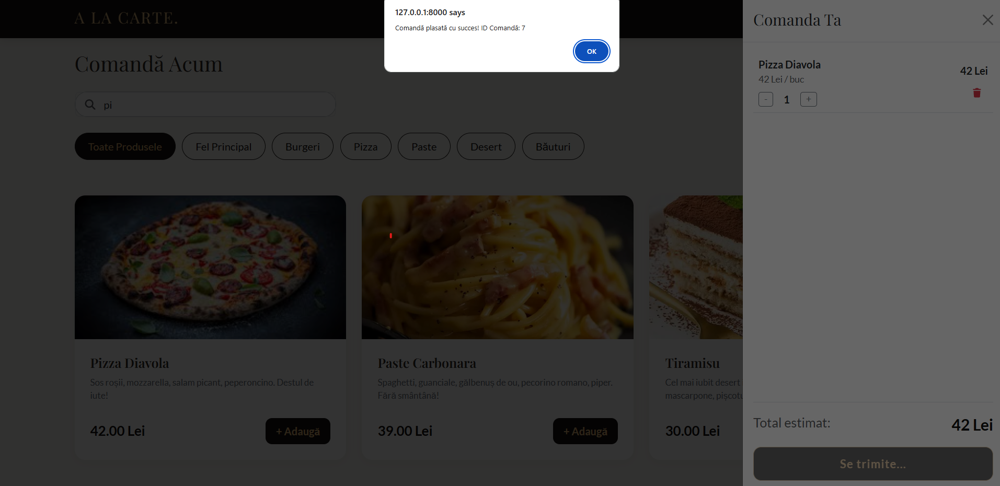 A LA CARTE.
127.0.0.1:8000 says
Comandă plasată cu succes! ID Comandă: 7
OK
Comandă Acum
pi
Toate Produsele
Fel Principal
Burgeri
Pizza
Paste
Desert
Băuturi
Pizza Diavola
Sos roșii, mozzarella, salam picant, peperoncino. Destul de
iute!
42.00 Lei
+ Adaugă
Paste Carbonara
Spaghetti, guanciale, gălbenuș de ou, pecorino romano, piper.
Fără smântână!
39.00 Lei
+ Adaugă
Tiramisu
Cel mai iubit desert
mascarpone,
30.00 Lei
Comanda Ta
Pizza Diavola
42 Lei / buc
42 Lei
-
1
+
Total estimat:
42 Lei
Se trimite...